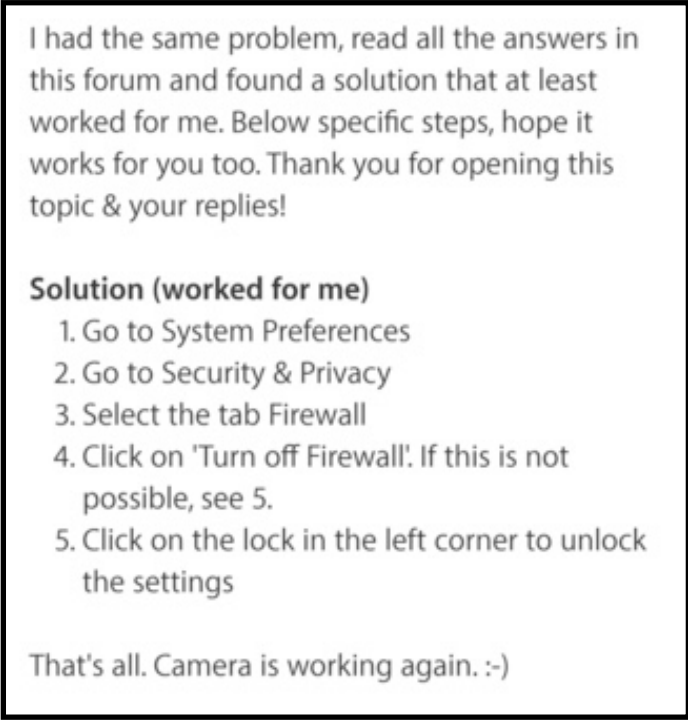 I had the same problem, read all the answers in
this forum and found a solution that at least
worked for me. Below specific steps, hope it
works for you too. Thank you for opening this
topic & your replies!
Solution (worked for me)
1. Go to System Preferences
2. Go to Security & Privacy
3. Select the tab Firewall
4. Click on 'Turn off Firewall'. If this is not
possible, see 5.
5. Click on the lock in the left corner to unlock
the settings
That's all. Camera is working again. :-)